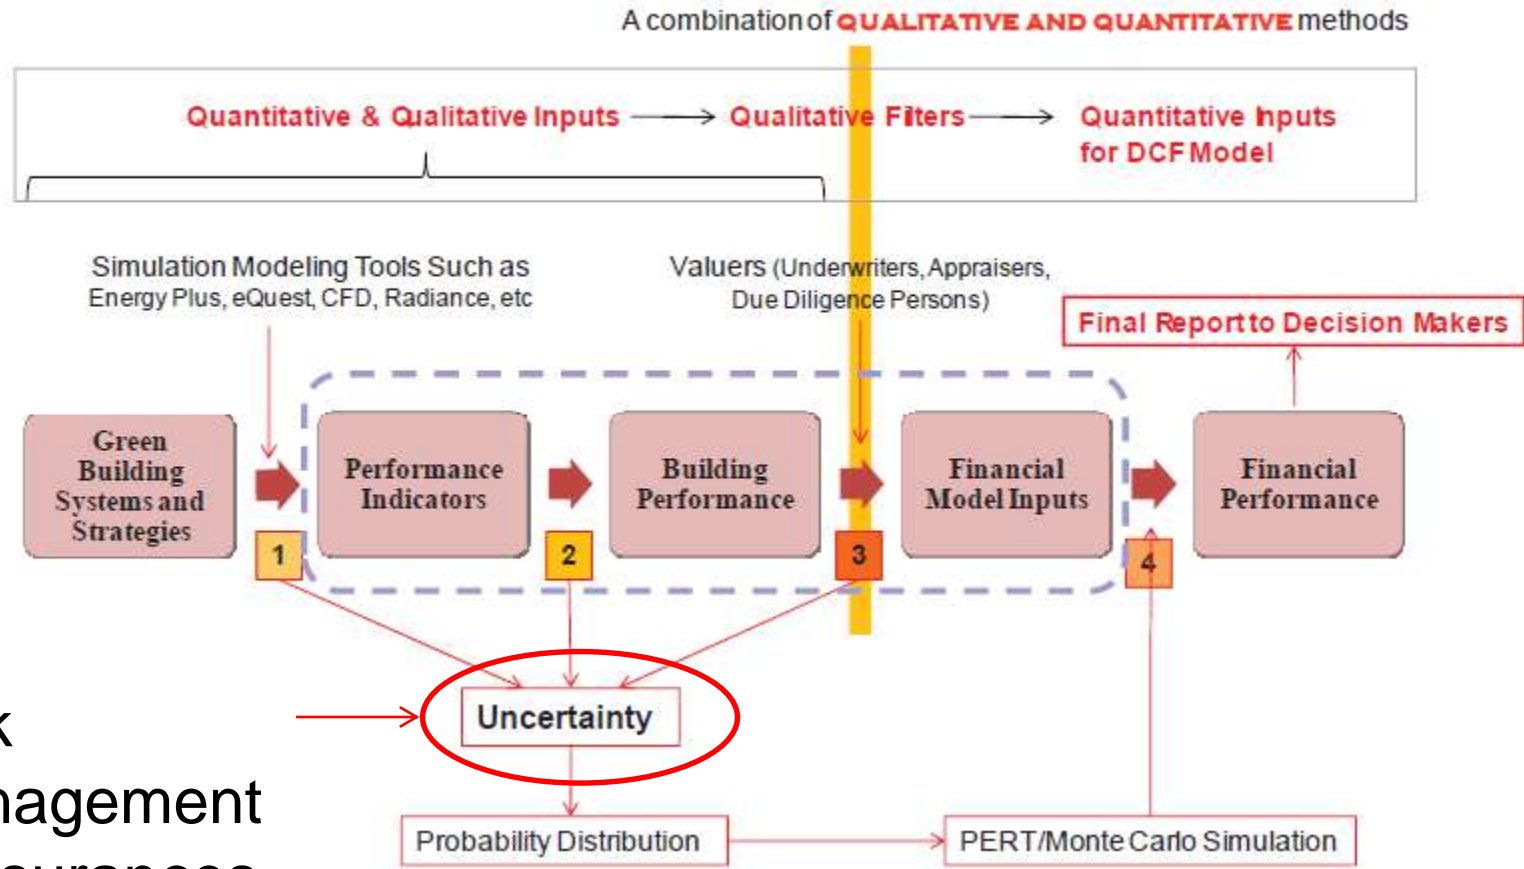 A combination of QUALITATIVE AND QUANTITATIVE methods
Quantitative & Qualitative Inputs
Qualitative Filters
Quantitative Inputs
for DCF Model
Simulation Modeling Tools Such as
Energy Plus, eQuest, CFD, Radiance, etc
Valuers (Underwriters, Appraisers,
Due Diligence Persons)
Final Report to Decision Makers
Green
Building
Systems and
Strategies
Performance
Indicators
Building
Performance
Financial
Model Inputs
Financial
Performance
1
2
3
4
Uncertainty
k
nagement
Probability Distribution
PERT/Monte Carlo Simulation